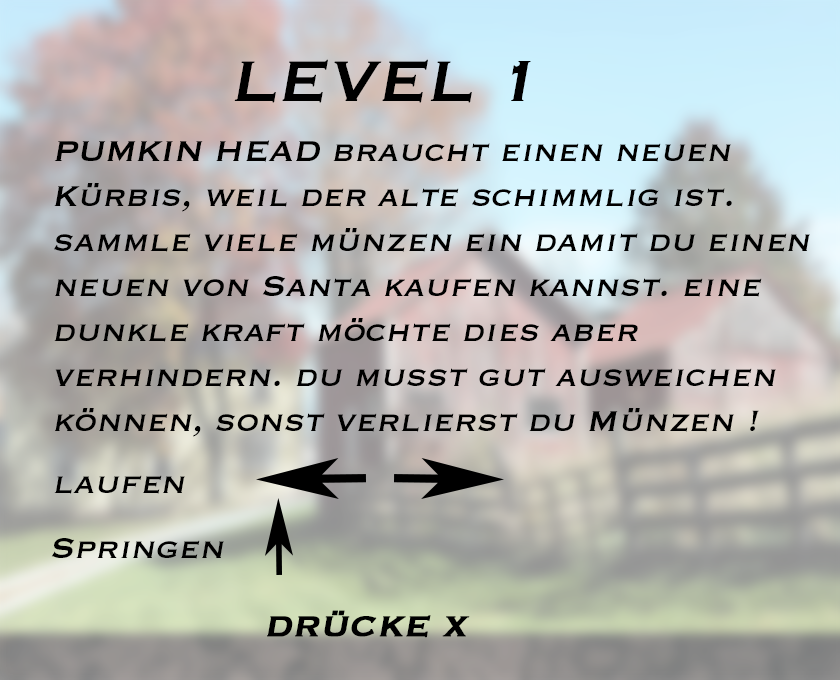 LEVEL 1
PUMKIN HEAD BRAUCHT EINEN NEUEN
KÜRBIS, WEIL DER ALTE SCHIMMLIG IST.
SAMMLE VIELE MÜNZEN EIN DAMIT DU EINEN
NEUEN VON SANTA KAUFEN KANNST. EINE
DUNKLE KRAFT MÖCHTE DIES ABER
VERHINDERN. DU MUSST GUT AUSWEICHEN
KÖNNEN, SONST VERLIERST DU MÜNZEN !
LAUFEN
SPRINGEN
DRÜCKE X